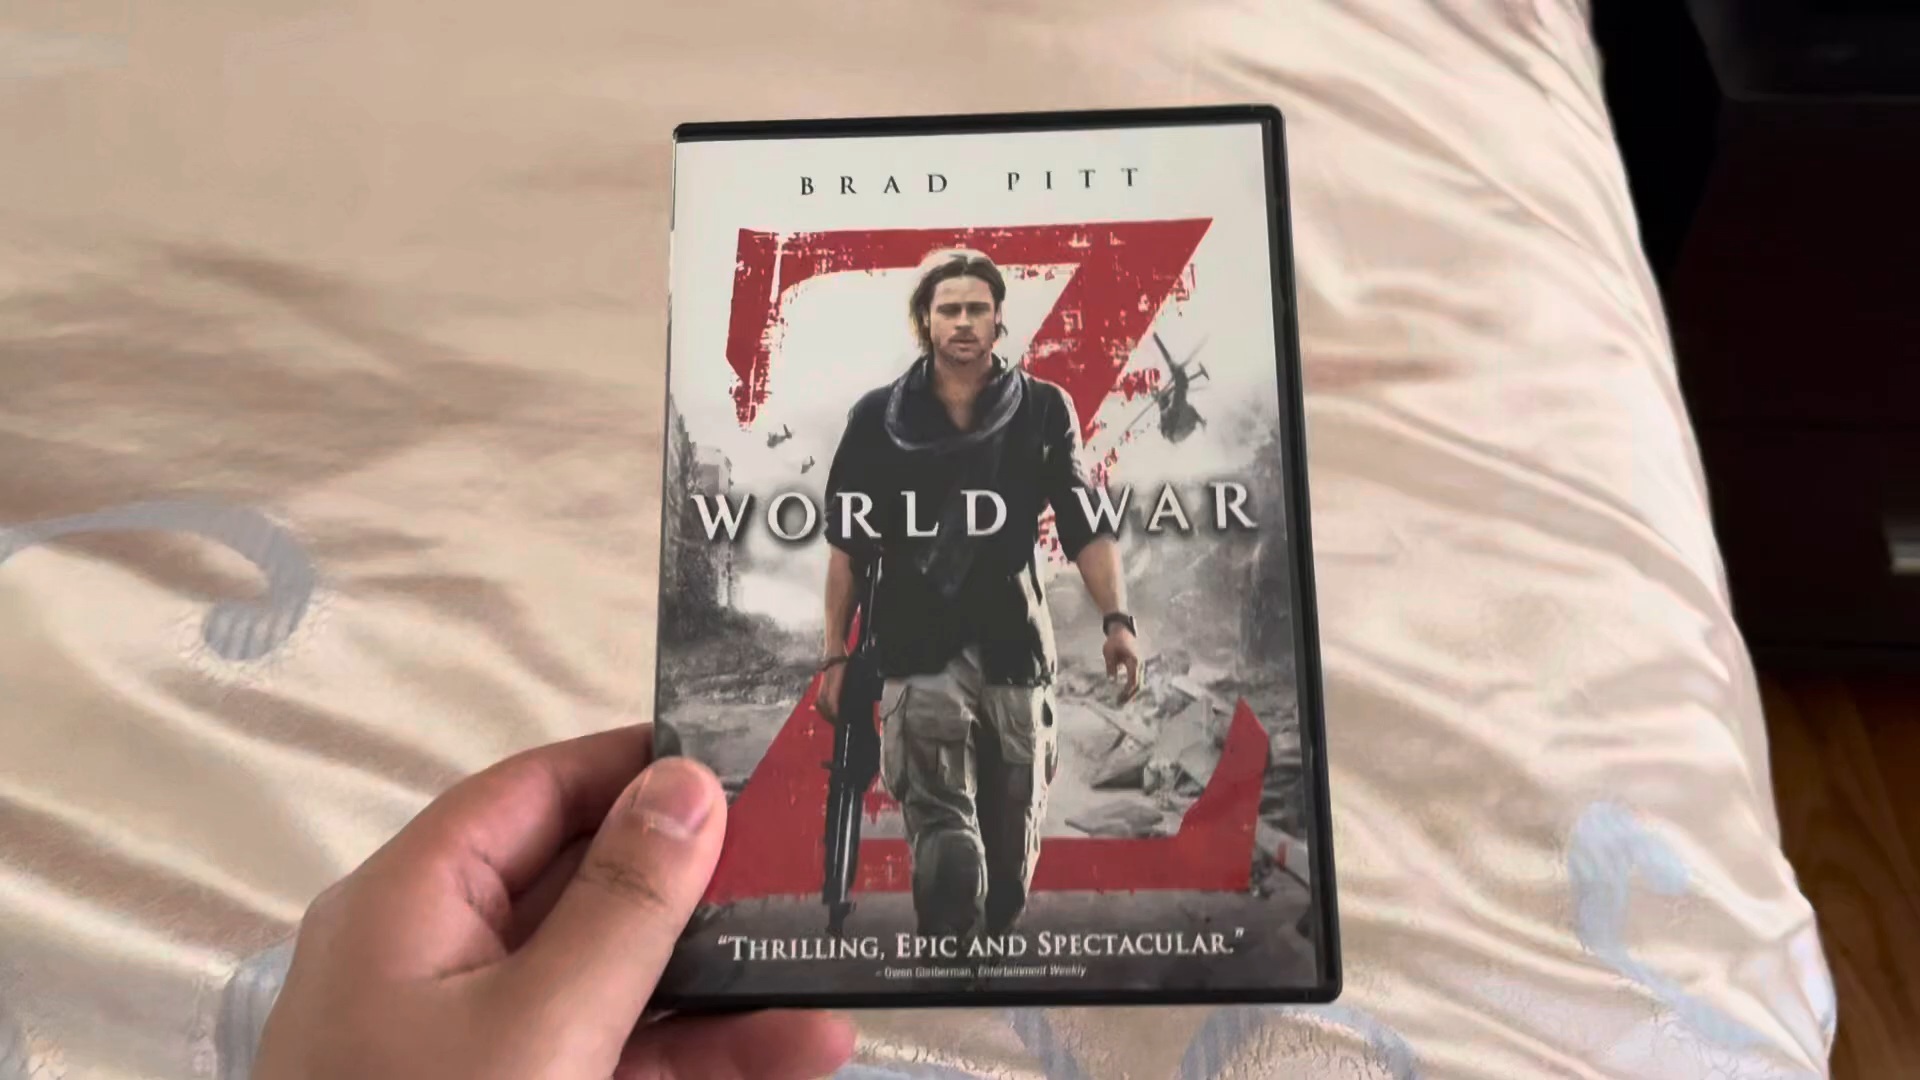 BRAD PITT
Z
WORLD WAR
"THRILLING, EPIC AND SPECTACULAR."
- Owen Gleiberman, Entertainment Weekly